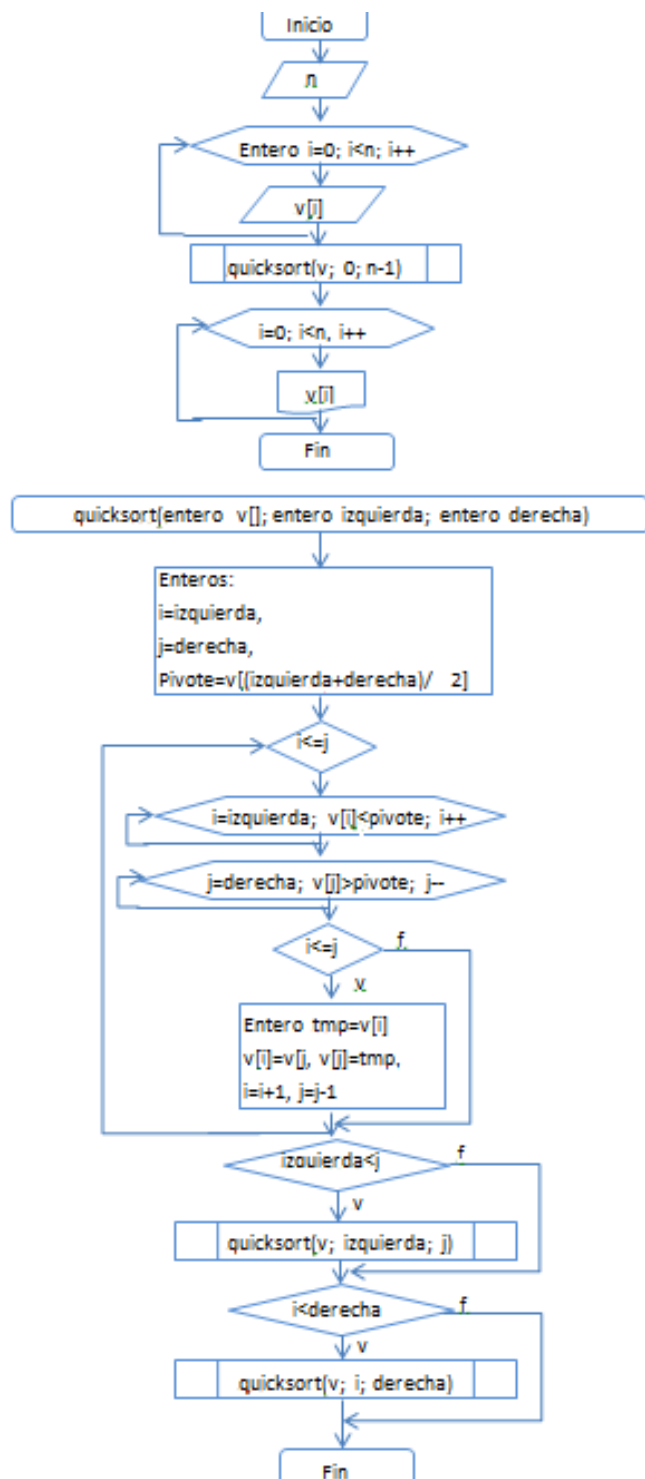 Inicio
n
Entero i=0; i<n; i++
v[i]
quicksort(v; 0; n-1)
i=0; i<n, i++
v[i]
Fin
quicksort(entero v[]; entero izquierda; entero derecha)
Enteros:
i=izquierda,
j=derecha,
Pivote=v[(izquierda+derecha)/ 2]
i<=j
i=izquierda; v[i]<pivote; i++
j=derecha; v[j]>pivote; j--
i<=j
f
v
Entero tmp=v[i]
v[i]=v[j, v[j]=tmp,
i=i+1, j=j-1
izquierda<j
f
v
quicksort(v; izquierda; j)
i<derecha
f
v
quicksort(v; i; derecha)
Fin